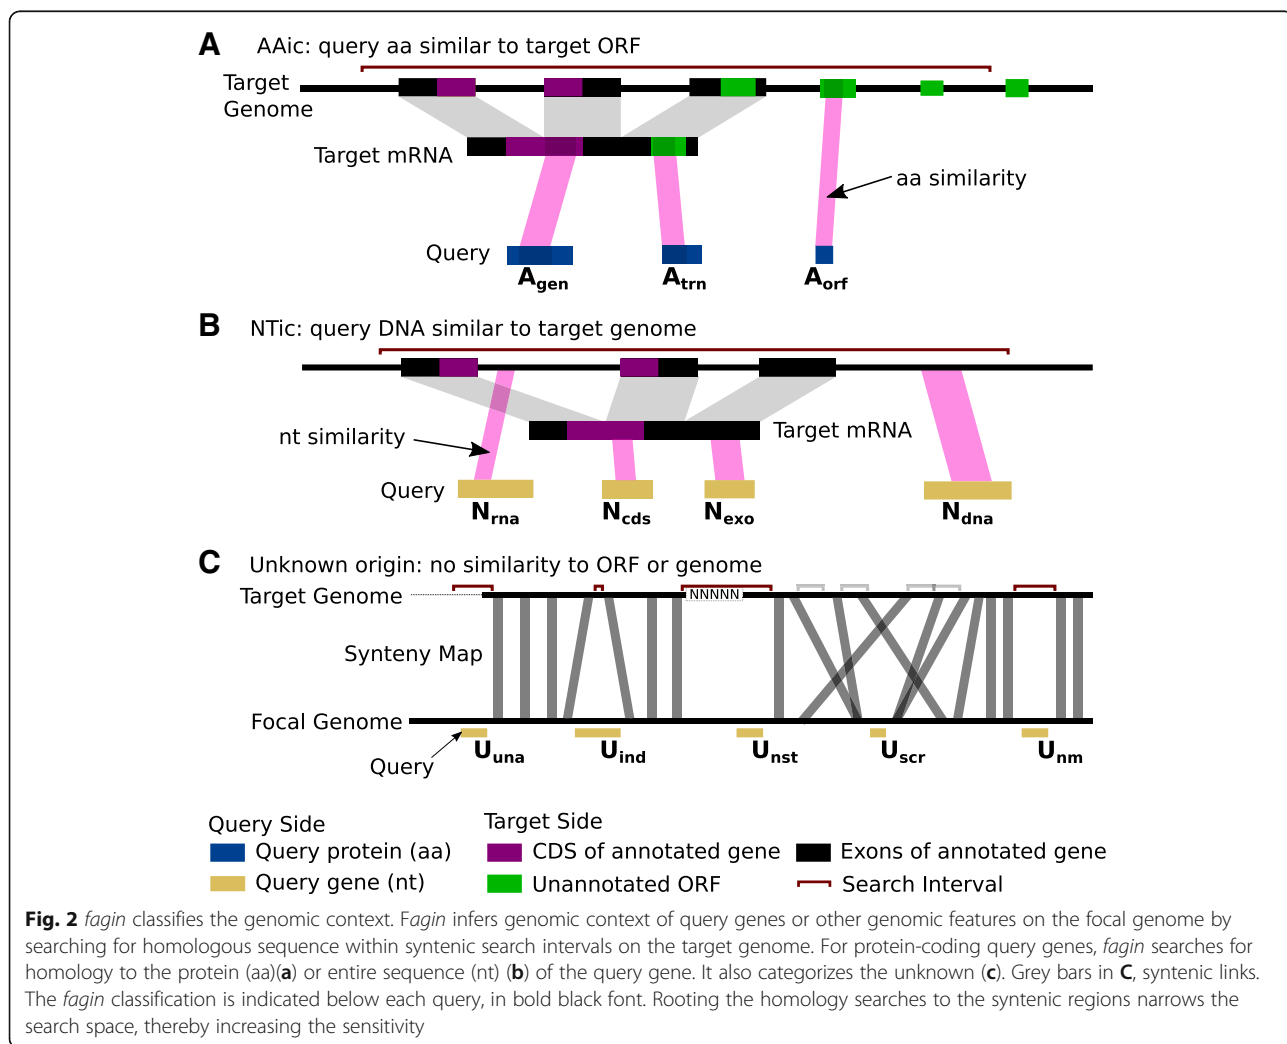 A AAic: query aa similar to target ORF
Target
Genome
Target mRNA
aa similarity
Query
Agen Atrn Aorf
B NTic: query DNA similar to target genome
nt similarity
Target mRNA
Query
Nrna Ncds Nexo Ndna
C Unknown origin: no similarity to ORF or genome
Target Genome
NNNNN
Synteny Map
Focal Genome
Query
Uuna Uind Unst Uscr Unm
Query Side Target Side
Query protein (aa) CDS of annotated gene Exons of annotated gene
Query gene (nt) Unannotated ORF Search Interval
Fig. 2 fagin classifies the genomic context. Fagin infers genomic context of query genes or other genomic features on the focal genome by
searching for homologous sequence within syntenic search intervals on the target genome. For protein-coding query genes, fagin searches for
homology to the protein (aa)(a) or entire sequence (nt) (b) of the query gene. It also categorizes the unknown (c). Grey bars in C, syntenic links.
The fagin classification is indicated below each query, in bold black font. Rooting the homology searches to the syntenic regions narrows the
search space, thereby increasing the sensitivity